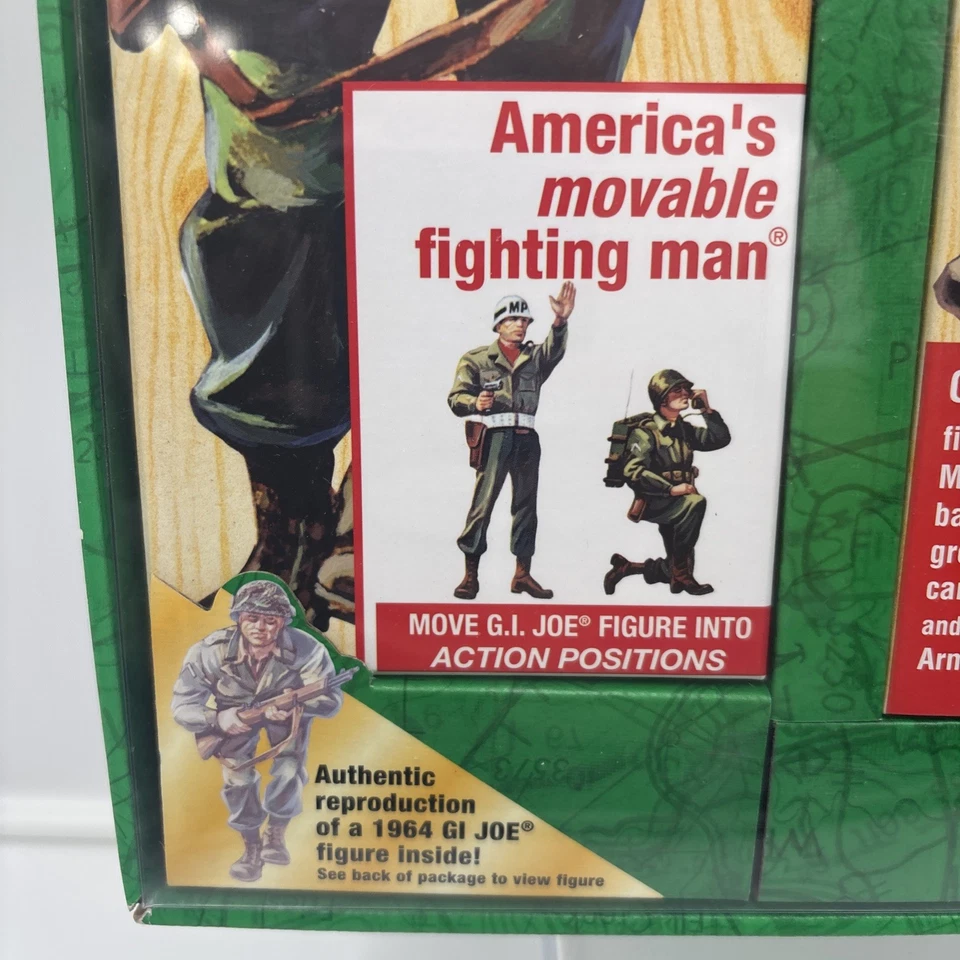 America's
movable
fighting man®
MP
MOVE G.I. JOE® FIGURE INTO
ACTION POSITIONS
Authentic
reproduction
of a 1964 GI JOE®
figure inside!
See back of package to view figure
and